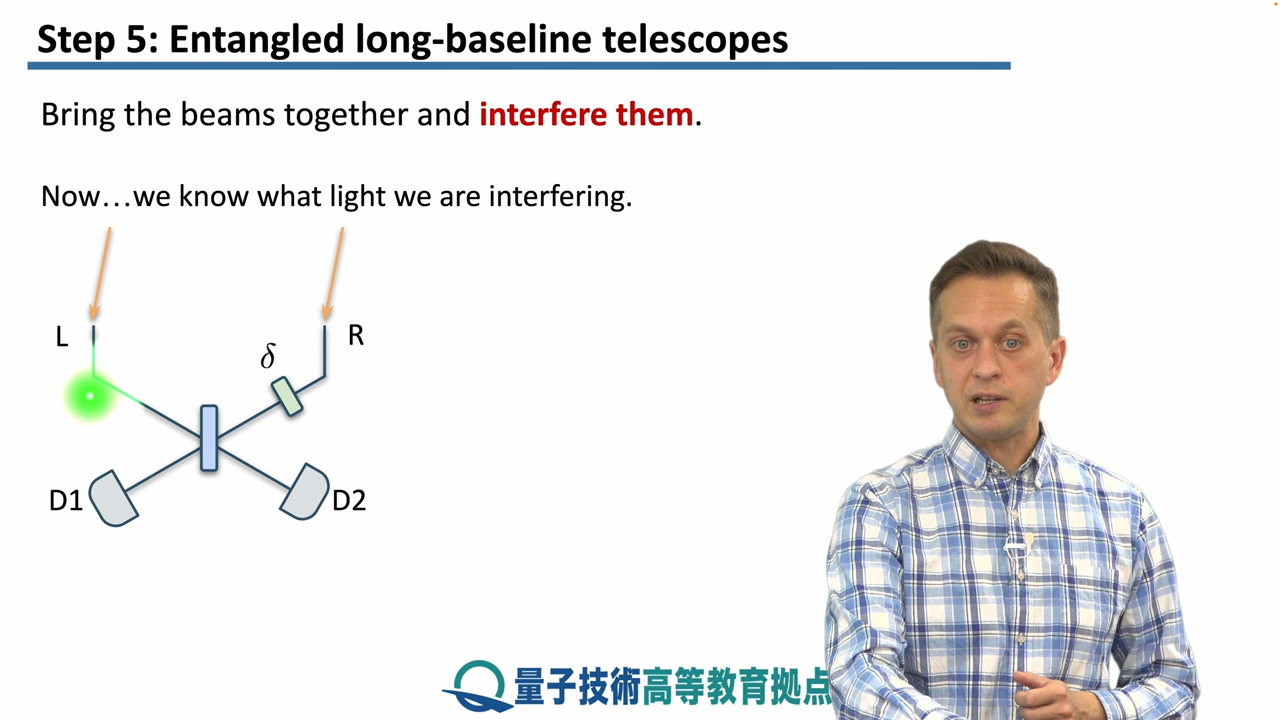 Step 5: Entangled long-baseline telescopes
Bring the beams together and interfere them.
Now…we know what light we are interfering.
L
R
δ
D1
D2
量子技術高等教育拠点